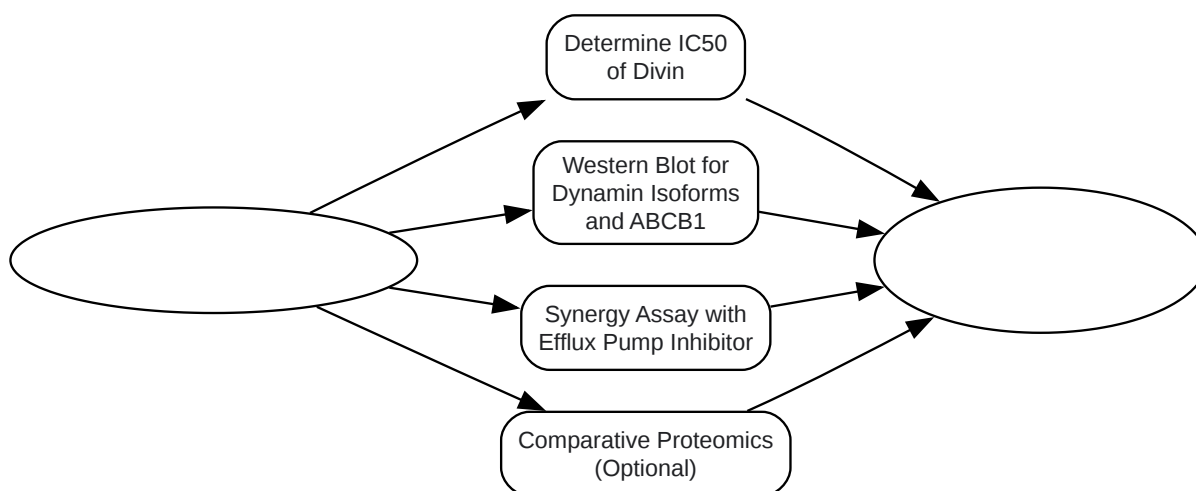 Determine IC50
of Divin
Western Blot for
Dynamin Isoforms
and ABCB1
Synergy Assay with
Efflux Pump Inhibitor
Comparative Proteomics
(Optional)